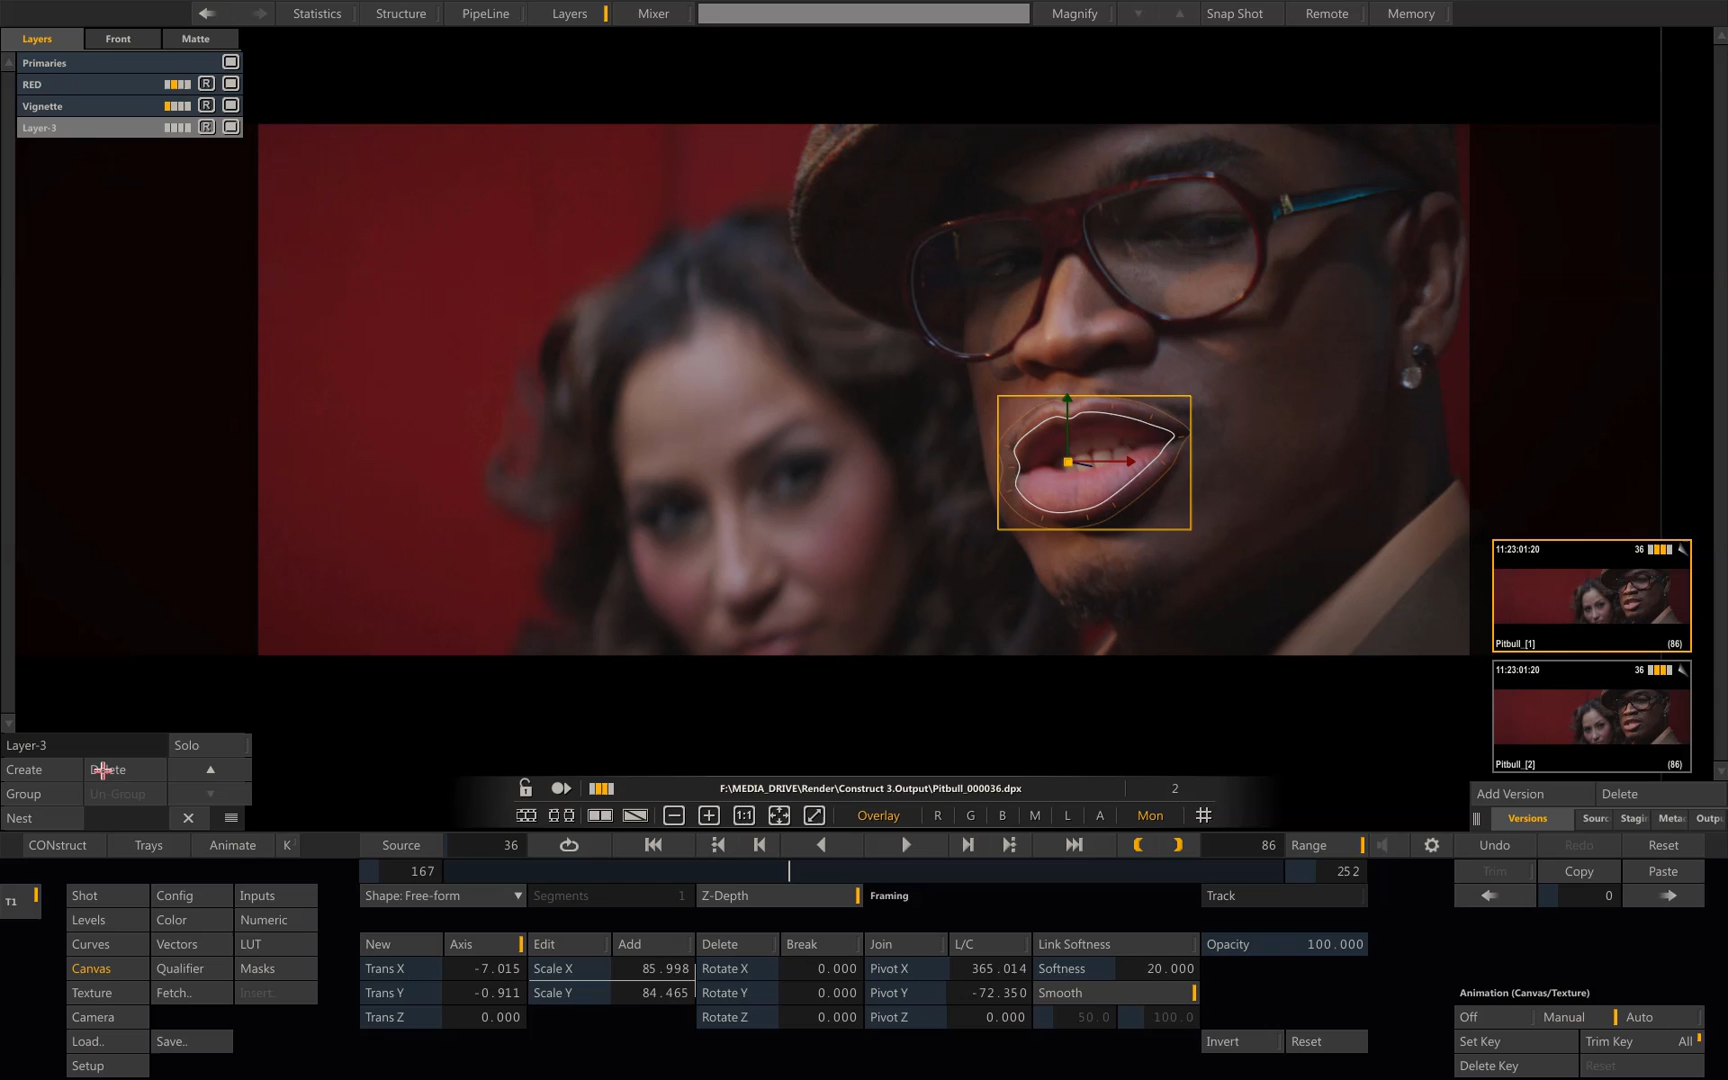 Statistics Structure PipeLine Layers Mixer Magnify Snap Shot Remote Memory
Layers Front Matte
Primaries
RED R
Vignette R
Layer-3 R
11:23:01:20 36
Pitbull_[1] (86)
11:23:01:20 36
Pitbull_[2] (86)
Layer-3 Solo
Create
Group Un-Group
Nest
F:\MEDIA_DRIVE\Render\Construct 3.Output\Pitbull_000036.dpx 2
1:1 Overlay R G B M L A Mon
Add Version Delete
Versions Sourc Stagi Meta Outpu
CONstruct Trays Animate K Source 36 86 Range Undo Redo Reset
167 252 Trim Copy Paste
T1 Shot Config Inputs Shape: Free-form Segments 1 Z-Depth Framing Track 0
Levels Color Numeric
Curves Vectors LUT New Axis Edit Add Delete Break Join L/C Link Softness Opacity 100.000
Canvas Qualifier Masks Trans X -7.015 Scale X 85.998 Rotate X 0.000 Pivot X 365.014 Softness 20.000
Texture Fetch.. Insert.. Trans Y -0.911 Scale Y 84.465 Rotate Y 0.000 Pivot Y -72.350 Smooth Animation (Canvas/Texture)
Camera Trans Z 0.000 Rotate Z 0.000 Pivot Z 0.000 50.0 100.0 Off Manual Auto
Load.. Save.. Invert Reset Set Key Trim Key All
Setup Delete Key Reset